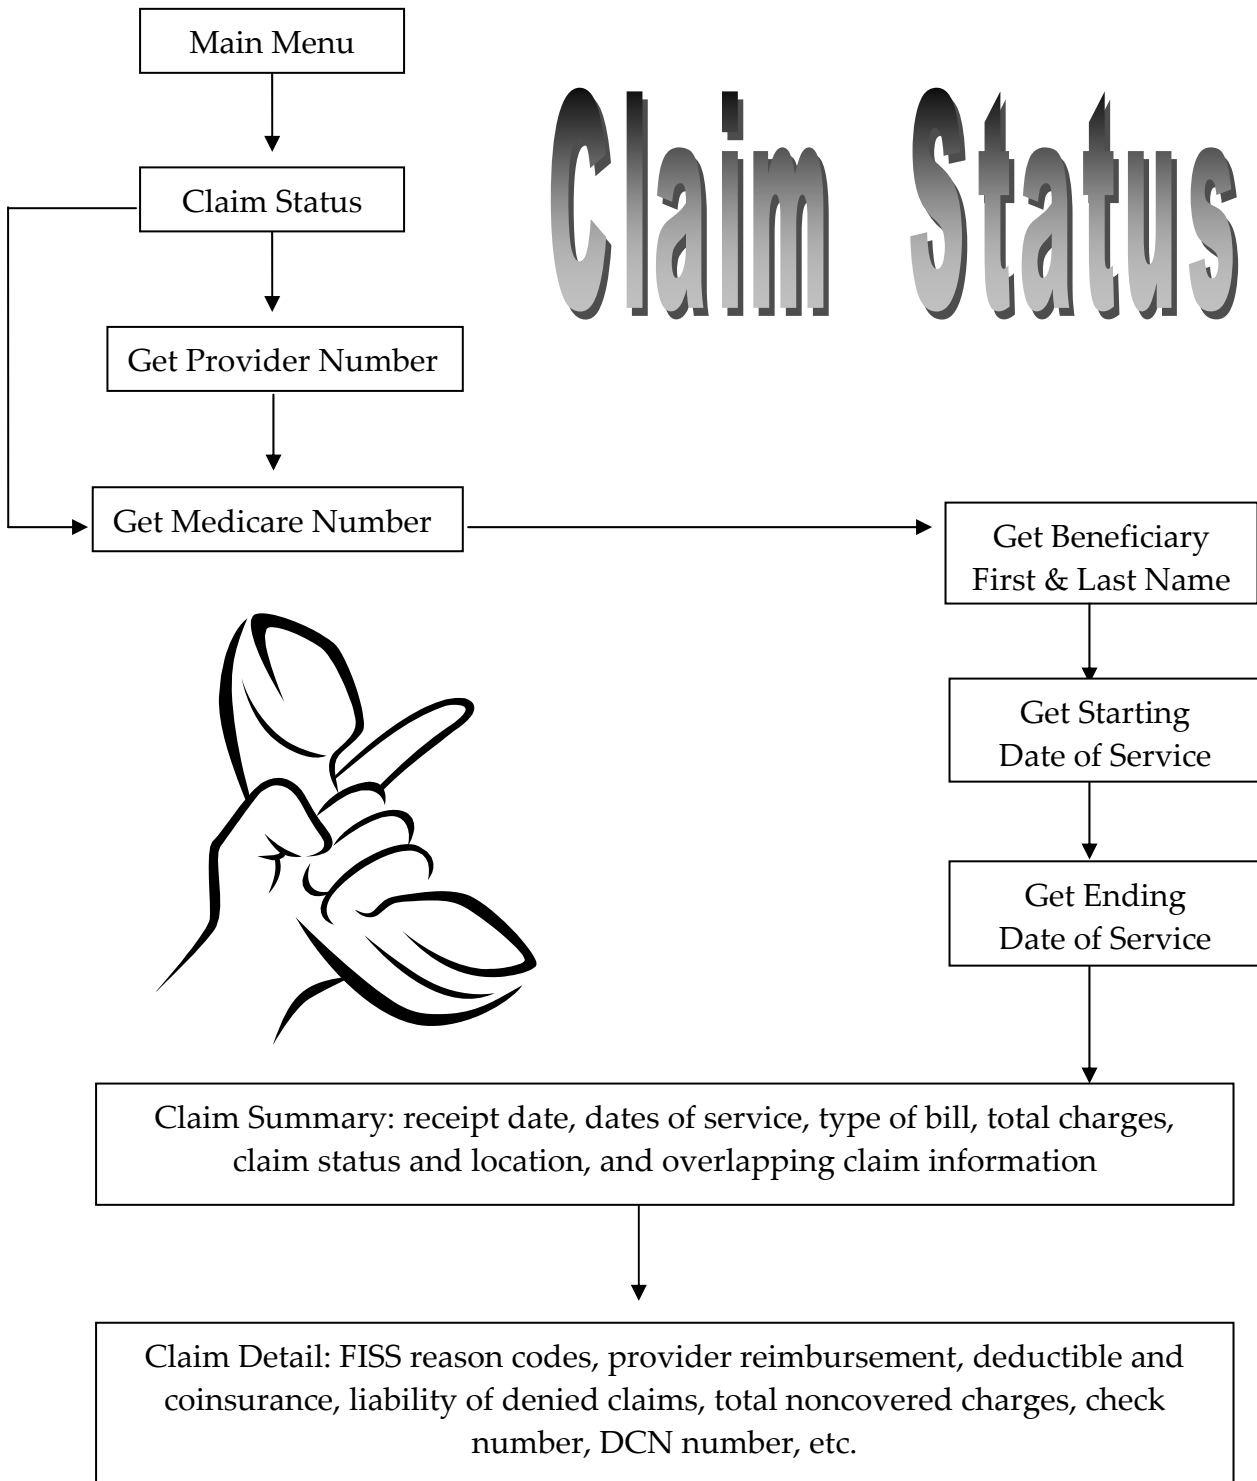 Main Menu
Claim Status
Claim Status
Get Provider Number
Get Medicare Number
Get Beneficiary
First & Last Name
Get Starting
Date of Service
Get Ending
Date of Service
Claim Summary: receipt date, dates of service, type of bill, total charges,
claim status and location, and overlapping claim information
Claim Detail: FISS reason codes, provider reimbursement, deductible and
coinsurance, liability of denied claims, total noncovered charges, check
number, DCN number, etc.